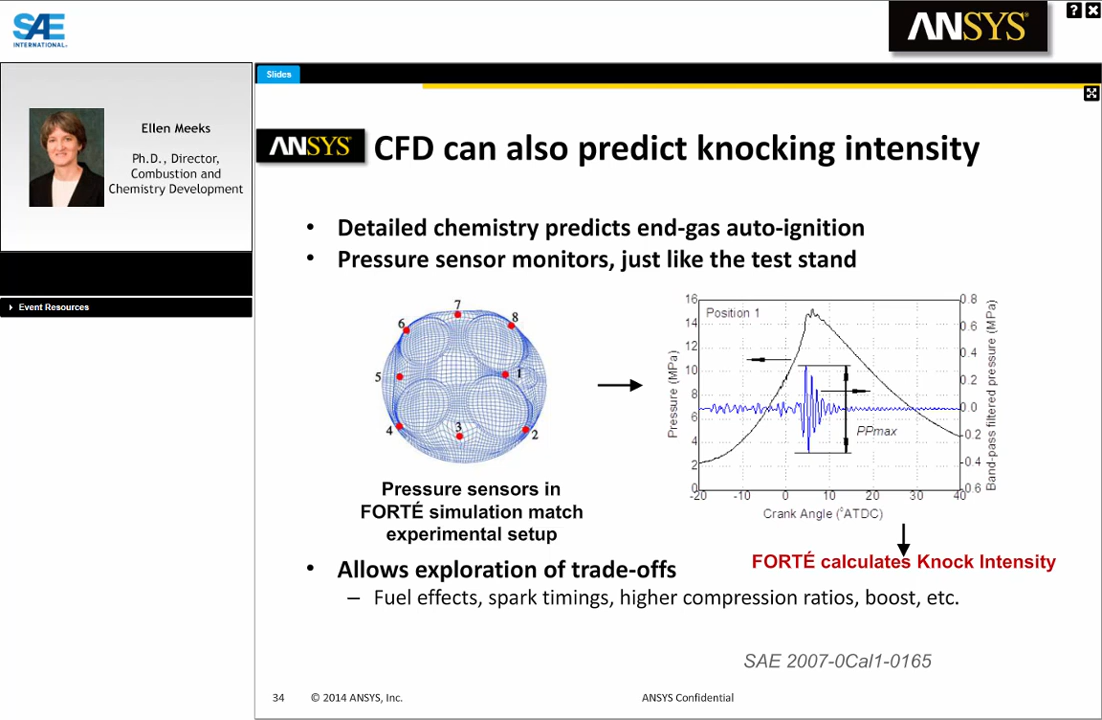 SAE
INTERNATIONAL®
ANSYS®
?
Slides
Ellen Meeks
Ph.D., Director,
Combustion and
Chemistry Development
Event Resources
ANSYS® CFD can also predict knocking intensity
• Detailed chemistry predicts end-gas auto-ignition
• Pressure sensor monitors, just like the test stand
7
6
8
5
1
4
3
2
Pressure sensors in
FORTÉ simulation match
experimental setup
Position 1
Pressure (MPa)
16
14
12
10
8
6
4
2
0
-20 -10 0 10 20 30 40
Crank Angle (°ATDC)
PPmax
0.8
0.6
0.4
0.2
0.0
-0.2
-0.4
-0.6
Band-pass filtered pressure (MPa)
FORTÉ calculates Knock Intensity
• Allows exploration of trade-offs
– Fuel effects, spark timings, higher compression ratios, boost, etc.
SAE 2007-0Cal1-0165
34 © 2014 ANSYS, Inc. ANSYS Confidential